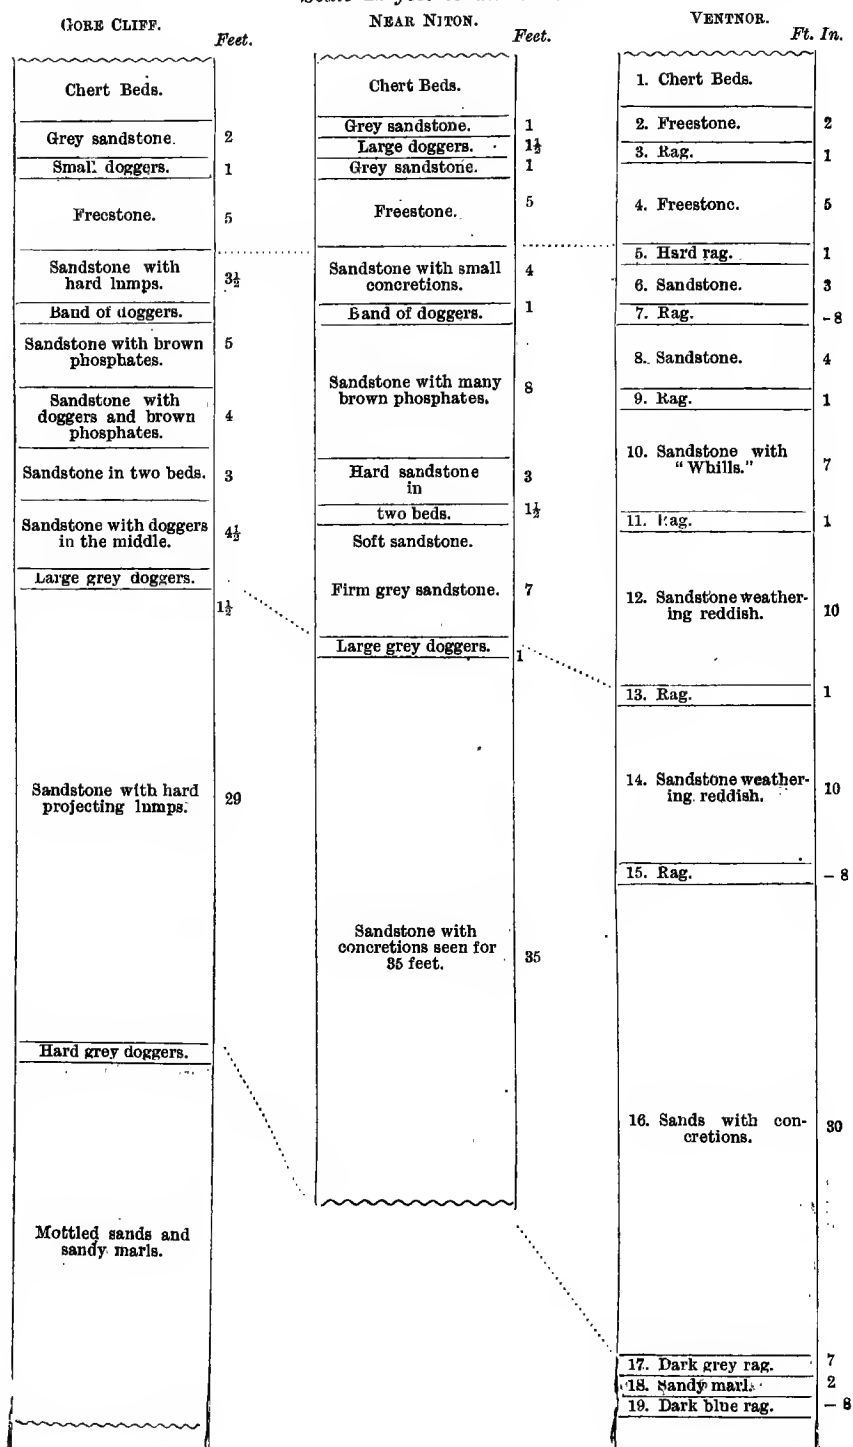 GORE CLIFF.
Feet.
Chert Beds.
Grey sandstone. 2
Small doggers. 1
Freestone. 5
Sandstone with
hard lumps. 3½
Band of doggers.
Sandstone with brown 5
phosphates.
Sandstone with
doggers and brown 4
phosphates.
Sandstone in two beds. 3
Sandstone with doggers
in the middle. 4½
Large grey doggers.
1½
Sandstone with hard
projecting lumps. 29
Hard grey doggers.
Mottled sands and
sandy marls.
NEAR NITON.
Feet.
Chert Beds.
Grey sandstone. 1
Large doggers. 1½
Grey sandstone. 1
Freestone. 5
Sandstone with small
concretions. 4
Band of doggers. 1
Sandstone with many
brown phosphates. 8
Hard sandstone 3
in
two beds. 1½
Soft sandstone.
Firm grey sandstone. 7
Large grey doggers. 1
Sandstone with
concretions seen for
35 feet. 35
VENTNOR.
Ft. In.
1. Chert Beds.
2. Freestone. 2
3. Rag. 1
4. Freestone. 5
5. Hard rag. 1
6. Sandstone. 3
7. Rag. – 8
8. Sandstone. 4
9. Rag. 1
10. Sandstone with
"Whills." 7
11. Rag. 1
12. Sandstone weather-
ing reddish. 10
13. Rag. 1
14. Sandstone weather-
ing reddish. 10
15. Rag. – 8
16. Sands with con- 30
cretions.
17. Dark grey rag. 7
18. Sandy marl. 2
19. Dark blue rag. – 8